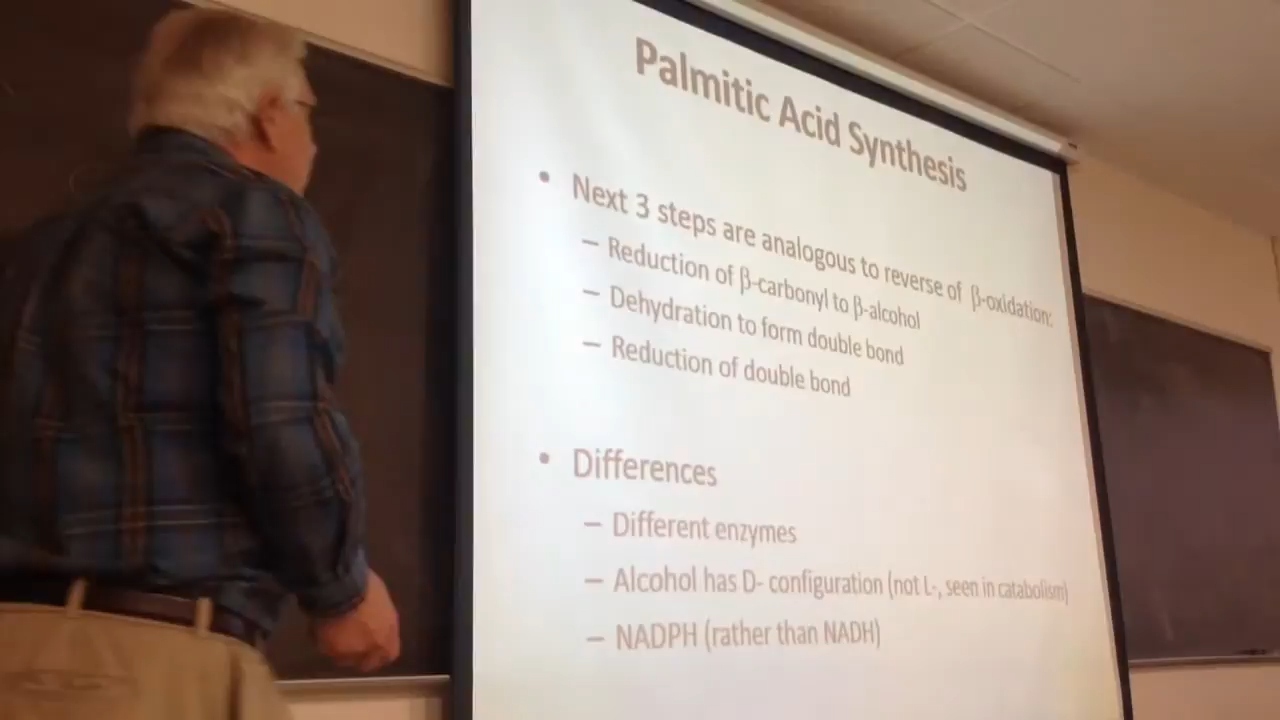 Palmitic Acid Synthesis
• Next 3 steps are analogous to reverse of β-oxidation:
– Reduction of β-carbonyl to β-alcohol
– Dehydration to form double bond
– Reduction of double bond
• Differences
– Different enzymes
– Alcohol has D- configuration (not L-, seen in catabolism)
– NADPH (rather than NADH)